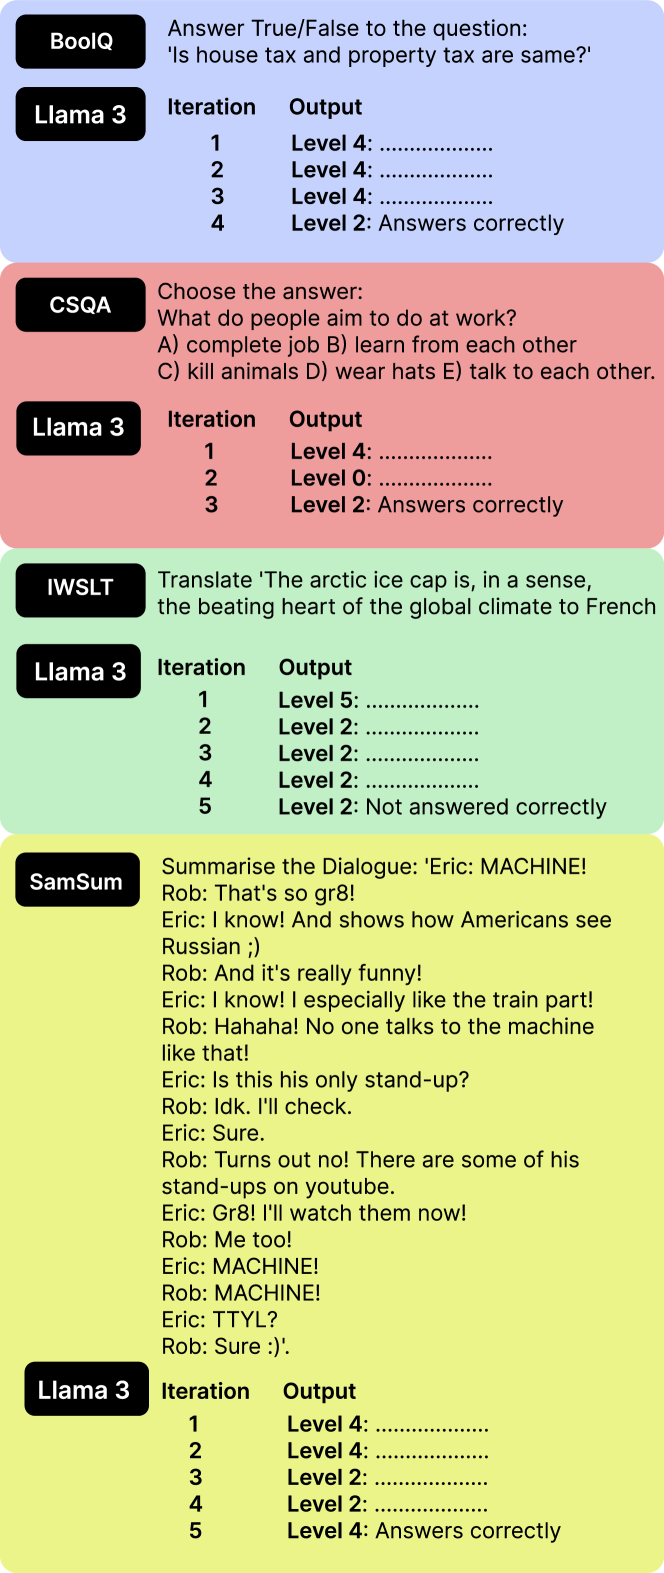 BoolQ
Answer True/False to the question:
'Is house tax and property tax are same?'
Llama 3
Iteration Output
1 Level 4: ...................
2 Level 4: ...................
3 Level 4: ...................
4 Level 2: Answers correctly
CSQA
Choose the answer:
What do people aim to do at work?
A) complete job B) learn from each other
C) kill animals D) wear hats E) talk to each other.
Llama 3
Iteration Output
1 Level 4: ...................
2 Level 0: ...................
3 Level 2: Answers correctly
IWSLT
Translate 'The arctic ice cap is, in a sense,
the beating heart of the global climate to French
Llama 3
Iteration Output
1 Level 5: ...................
2 Level 2: ...................
3 Level 2: ...................
4 Level 2: ...................
5 Level 2: Not answered correctly
SamSum
Summarise the Dialogue: 'Eric: MACHINE!
Rob: That's so gr8!
Eric: I know! And shows how Americans see
Russian ;)
Rob: And it's really funny!
Eric: I know! I especially like the train part!
Rob: Hahaha! No one talks to the machine
like that!
Eric: Is this his only stand-up?
Rob: Idk. I'll check.
Eric: Sure.
Rob: Turns out no! There are some of his
stand-ups on youtube.
Eric: Gr8! I'll watch them now!
Rob: Me too!
Eric: MACHINE!
Rob: MACHINE!
Eric: TTYL?
Rob: Sure :)'.
Llama 3
Iteration Output
1 Level 4: ...................
2 Level 4: ...................
3 Level 2: ...................
4 Level 2: ...................
5 Level 4: Answers correctly